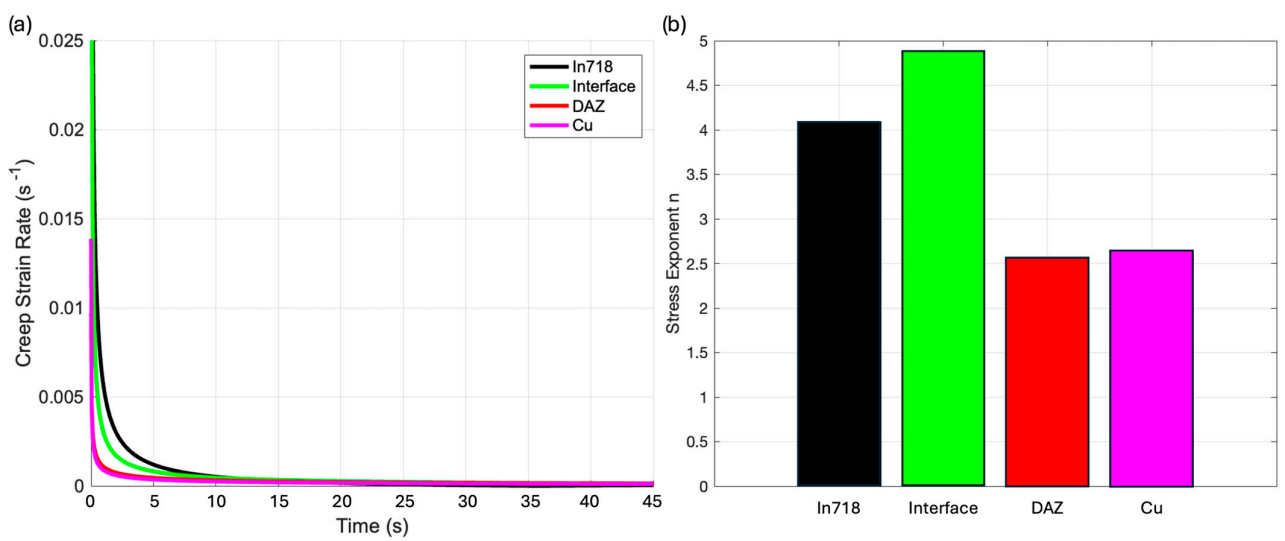 (a)
0.025
0.02
0.015
0.01
0.005
0
Creep Strain Rate (s⁻¹)
0 5 10 15 20 25 30 35 40 45
Time (s)
In718
Interface
DAZ
Cu
(b)
5
4.5
4
3.5
3
2.5
2
1.5
1
0.5
0
Stress Exponent n
In718 Interface DAZ Cu